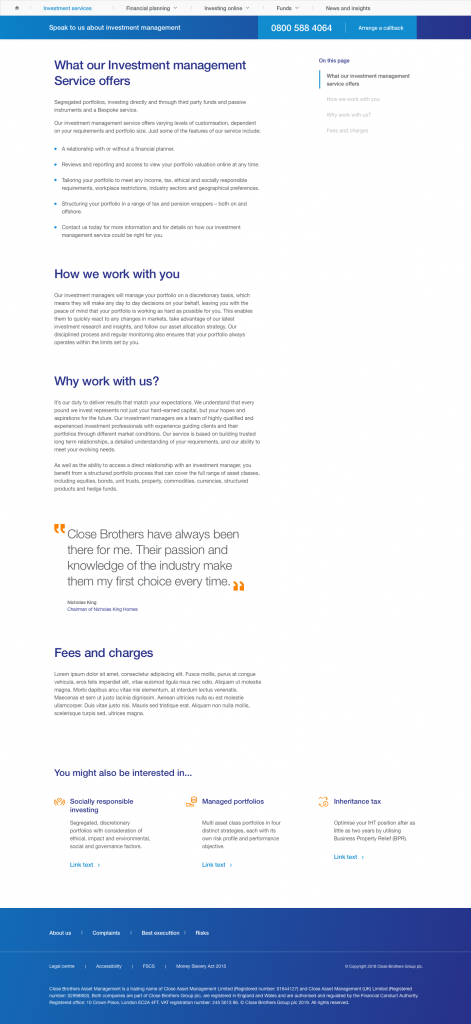 Investment services
Financial planning
Investing online
Funds
News and insights
Speak to us about investment management
0800 588 4064
Arrange a callback
What our Investment management
Service offers
Segregated portfolios, investing directly and through third party funds and passive
instruments and a Bespoke service.
Our investment management service offers varying levels of customisation, dependent
on your requirements and portfolio size. Just some of the features of our service include;
A relationship with or without a financial planner.
Reviews and reporting and access to view your portfolio valuation online at any time.
Tailoring your portfolio to meet any income, tax, ethical and socially responsible
requirements, workplace restrictions, industry sectors and geographical preferences.
Structuring your portfolio in a range of tax and pension wrappers – both on and
offshore.
Contact us today for more information and for details on how our investment
management service could be right for you.
On this page
What our investment management
service offers
How we work with you
Why work with us?
Fees and charges
How we work with you
Our investment managers will manage your portfolio on a discretionary basis, which
means they will make any day to day decisions on your behalf, leaving you with the
peace of mind that your portfolio is working as hard as possible for you. This enables
them to quickly react to any changes in markets, take advantage of our latest
investment research and insights, and follow our asset allocation strategy. Our
disciplined process and regular monitoring also ensures that your portfolio always
operates within the limits set by you.
Why work with us?
It's our duty to deliver results that match your expectations. We understand that every
pound we invest represents not just your hard-earned capital, but your hopes and
aspirations for the future. Our investment managers are a team of highly qualified and
experienced investment professionals with experience guiding clients and their
portfolios through different market conditions. Our service is based on building trusted
long term relationships, a detailed understanding of your requirements, and our ability to
meet your evolving needs.
As well as the ability to access a direct relationship with an investment manager, you
benefit from a structured portfolio process that can cover the full range of asset classes,
including equities, bonds, unit trusts, property, commodities, currencies, structured
products and hedge funds.
Close Brothers have always been
there for me. Their passion and
knowledge of the industry make
them my first choice every time.
Nicholas King
Chairman of Nicholas King Homes
Fees and charges
Lorem ipsum dolor sit amet, consectetur adipiscing elit. Fusce mollis, purus at congue
vehicula, eros felis imperdiet elit, vitae euismod ligula risus nec odio. Aliquam ut molestie
magna. Morbi dapibus arcu vitae nisi elementum, at interdum lectus venenatis.
Maecenas et sem ut justo lacinia dignissim. Aenean ultricies nulla eu est molestie
ullamcorper. Duis vitae justo nisi. Mauris sed tristique erat. Aliquam non nulla mollis,
scelerisque turpis sed, ultrices magna.
You might also be interested in...
Socially responsible
investing
Segregated, discretionary
portfolios with consideration of
ethical, impact and environmental,
social and governance factors.
Link text
Managed portfolios
Multi asset class portfolios in four
distinct strategies, each with its
own risk profile and performance
objective.
Link text
Inheritance tax
Optimise your IHT position after as
little as two years by utilising
Business Property Relief (BPR).
Link text
About us
Complaints
Best execution
Risks
Legal centre
Accessibility
FSCS
Money Slavery Act 2015
© Copyright 2019 Close Brothers Group plc.
Close Brothers Asset Management is a trading name of Close Asset Management Limited (Registered number: 01644127) and Close Asset Management (UK) Limited (Registered
number: 02998803). Both companies are part of Close Brothers Group plc, are registered in England and Wales and are authorised and regulated by the Financial Conduct Authority.
Registered office: 10 Crown Place, London EC2A 4FT. VAT registration number: 245 5013 86. © Close Brothers Group plc 2019. All rights reserved.